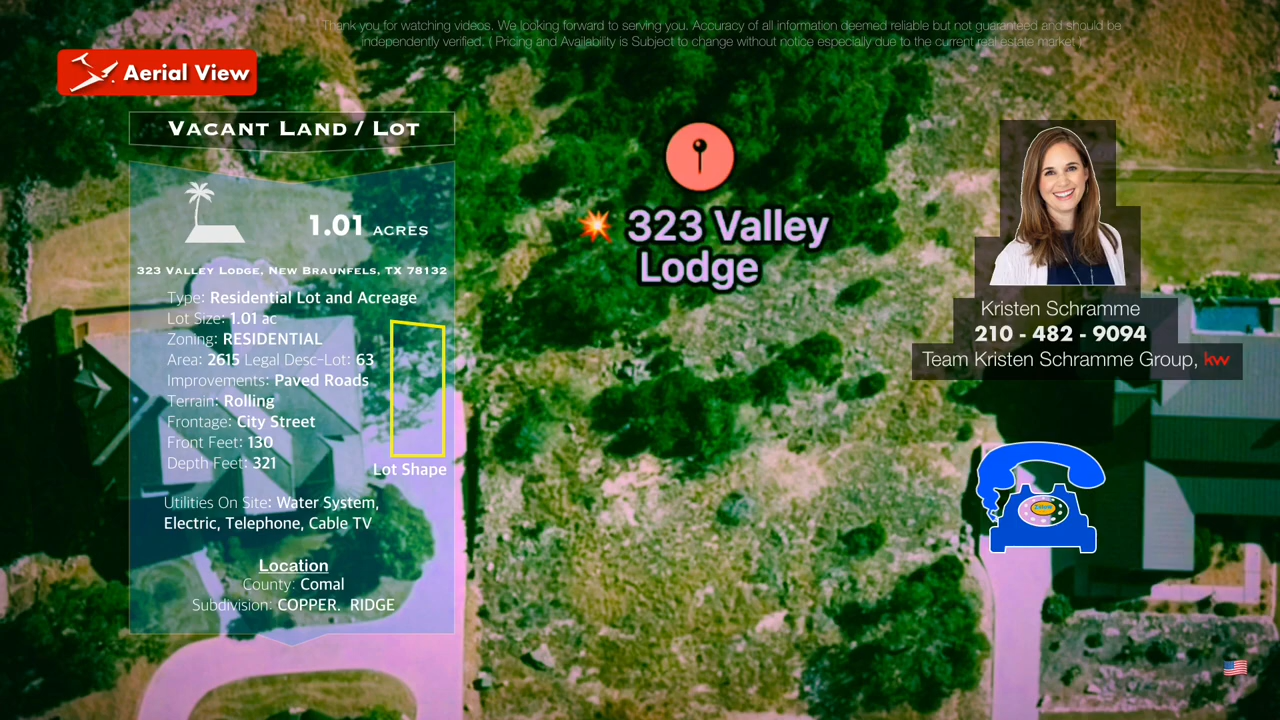 Thank you for watching videos. We looking forward to serving you. Accuracy of all information deemed reliable but not guaranteed and should be
independently verified. ( Pricing and Availability is Subject to change without notice especially due to the current real estate market )
Aerial View
VACANT LAND / LOT
1.01 ACRES
323 VALLEY LODGE, NEW BRAUNFELS, TX 78132
Type: Residential Lot and Acreage
Lot Size: 1.01 ac
Zoning: RESIDENTIAL
Area: 2615 Legal Desc-Lot: 63
Improvements: Paved Roads
Terrain: Rolling
Frontage: City Street
Front Feet: 130
Depth Feet: 321
Lot Shape
Utilities On Site: Water System,
Electric, Telephone, Cable TV
Location
County: Comal
Subdivision: COPPER. RIDGE
323 Valley
Lodge
Kristen Schramme
210 - 482 - 9094
Team Kristen Schramme Group, kw